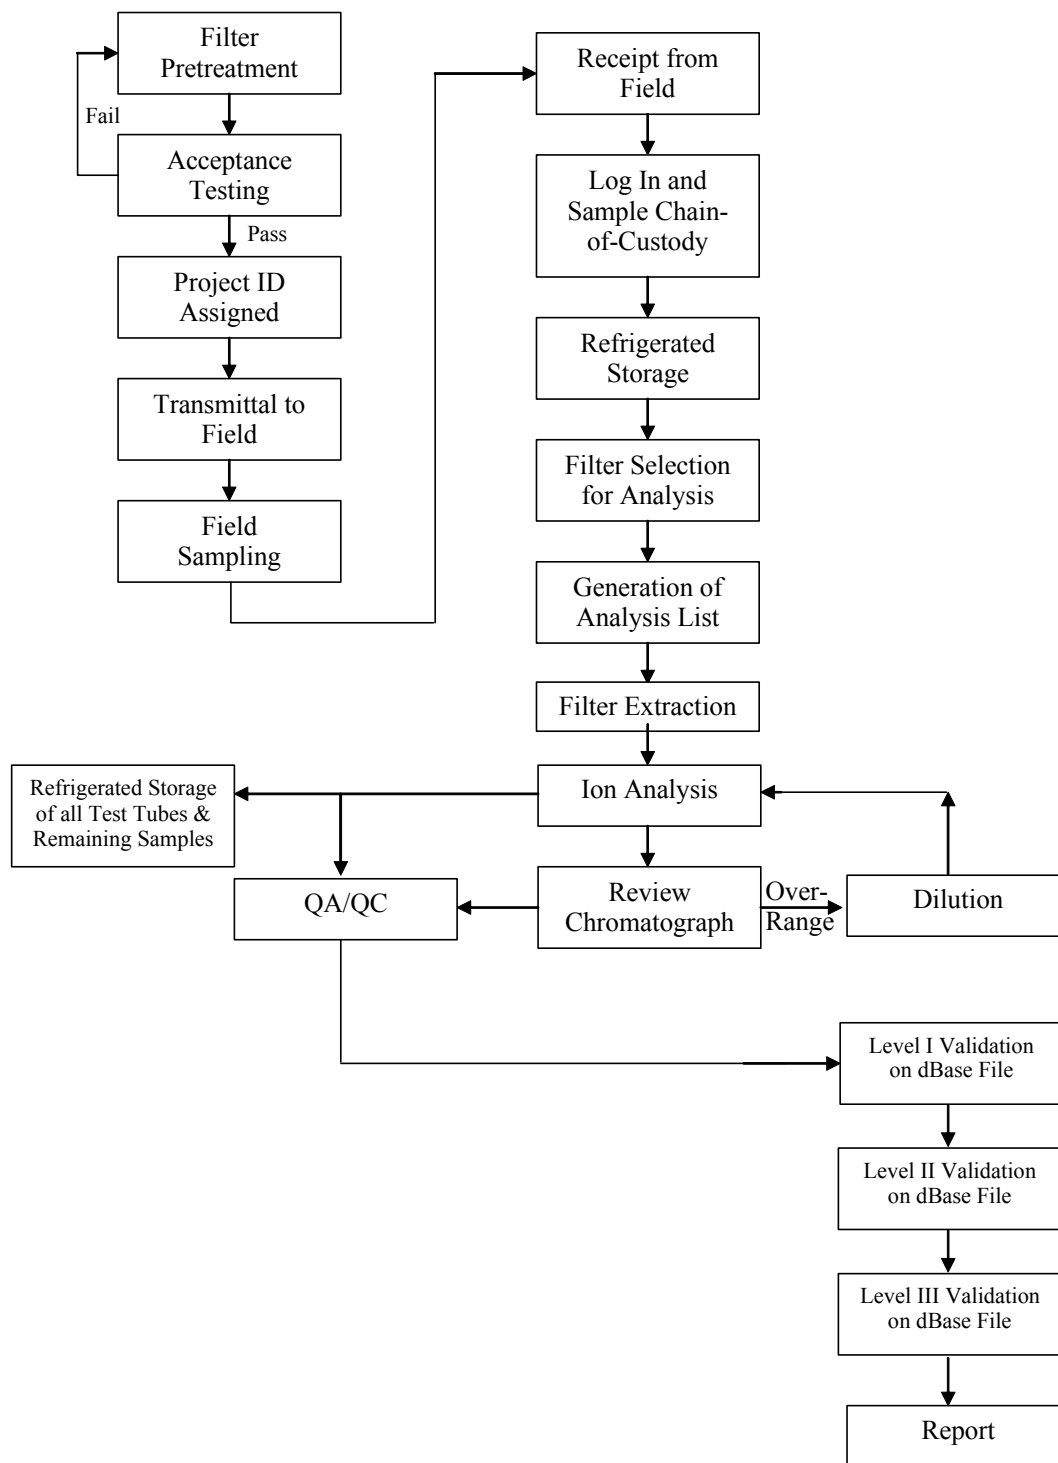 Filter
Pretreatment
Fail
Acceptance
Testing
Pass
Project ID
Assigned
Transmittal to
Field
Field
Sampling
Receipt from
Field
Log In and
Sample Chain-
of-Custody
Refrigerated
Storage
Filter Selection
for Analysis
Generation of
Analysis List
Filter Extraction
Ion Analysis
Refrigerated Storage
of all Test Tubes &
Remaining Samples
QA/QC
Review
Chromatograph
Over-
Range
Dilution
Level I Validation
on dBase File
Level II Validation
on dBase File
Level III Validation
on dBase File
Report